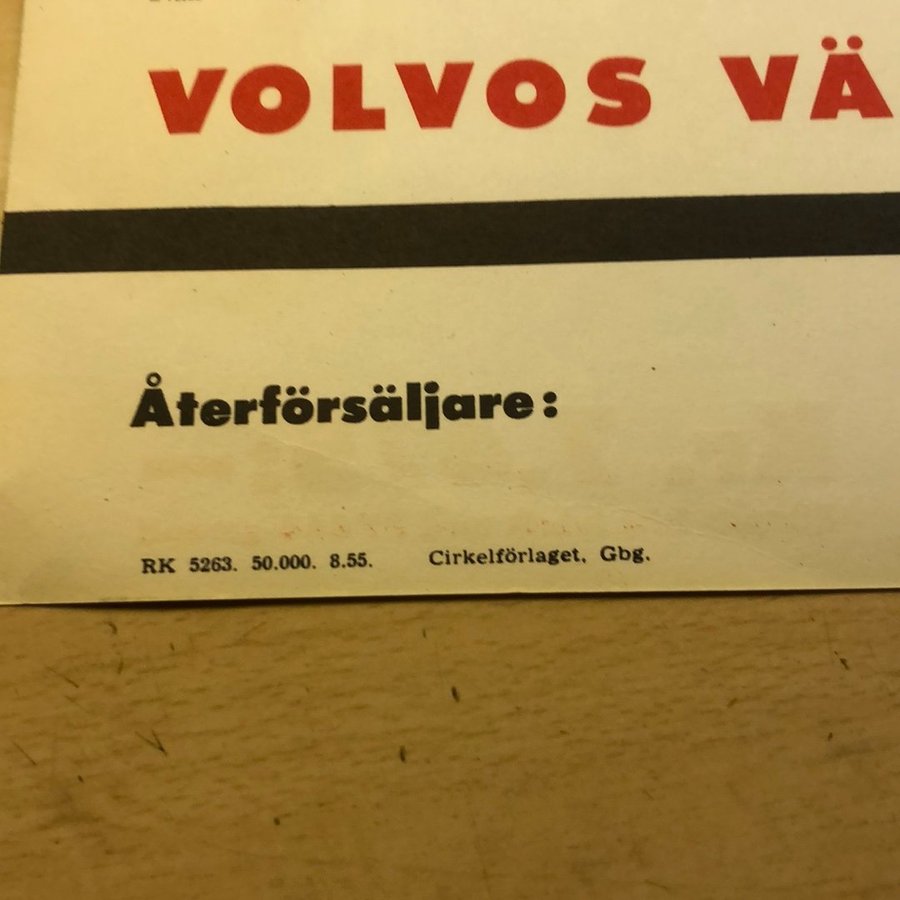 VOLVOS VÄ
Återförsäljare:
RK 5263. 50.000. 8.55. Cirkelförlaget, Gbg.